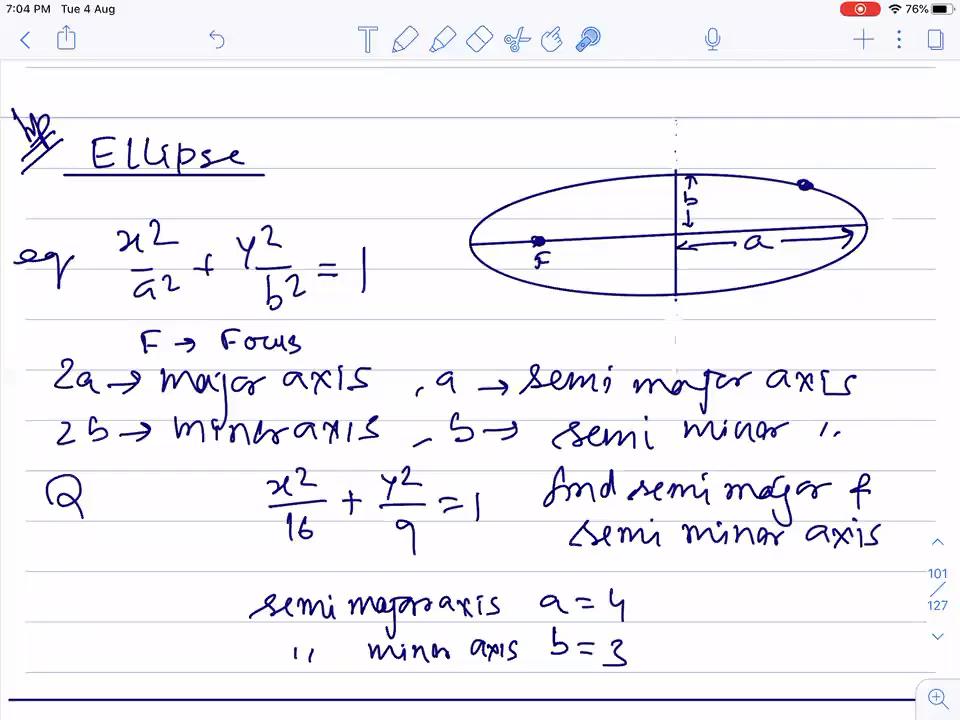 7:04 PM Tue 4 Aug
76%
Imp
Ellipse
b
a
F
eq x²/a² + y²/b² = 1
F → Focus
2a → major axis , a → semi major axis
2b → minor axis , b → semi minor "
Q x²/16 + y²/9 = 1 find semi major &
semi minor axis
semi major axis a = 4
" minor axis b = 3
101
/
127